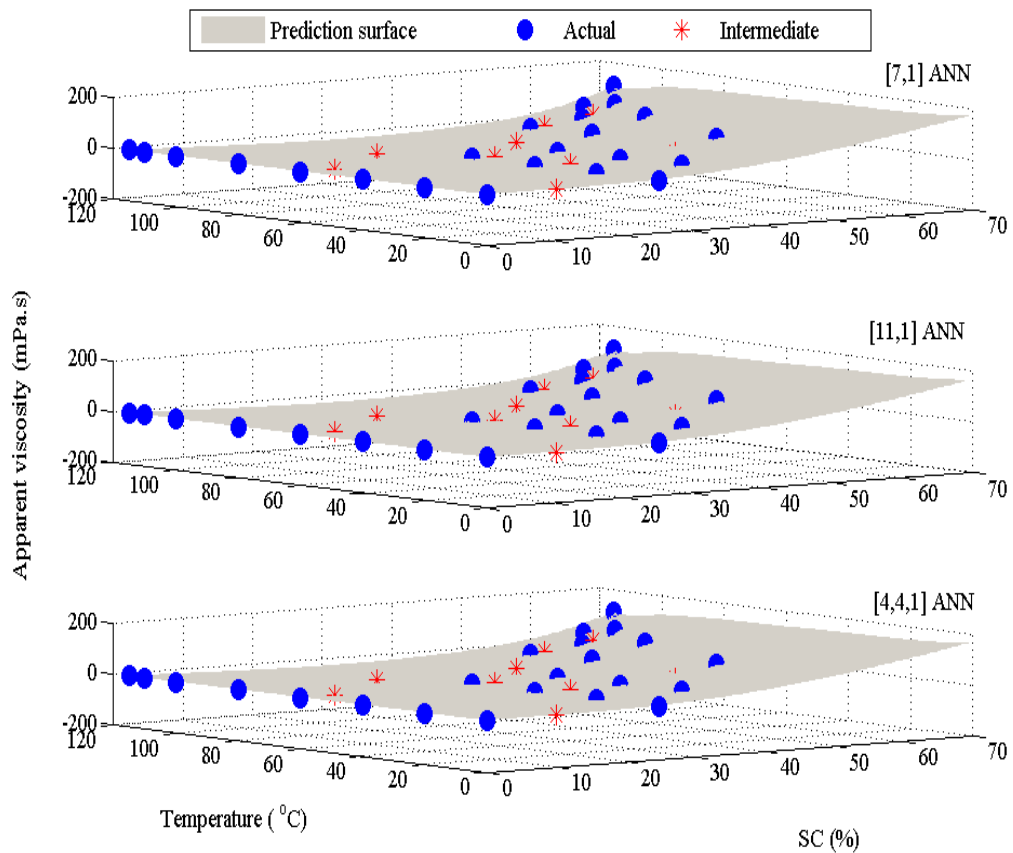 Prediction surface Actual Intermediate
[7,1] ANN
200
0
-200
120 100 80 60 40 20 0
0 10 20 30 40 50 60 70
[11,1] ANN
200
0
-200
120 100 80 60 40 20 0
0 10 20 30 40 50 60 70
[4,4,1] ANN
200
0
-200
120 100 80 60 40 20 0
0 10 20 30 40 50 60 70
Apparent viscosity (mPa.s)
Temperature ( ⁰C)
SC (%)